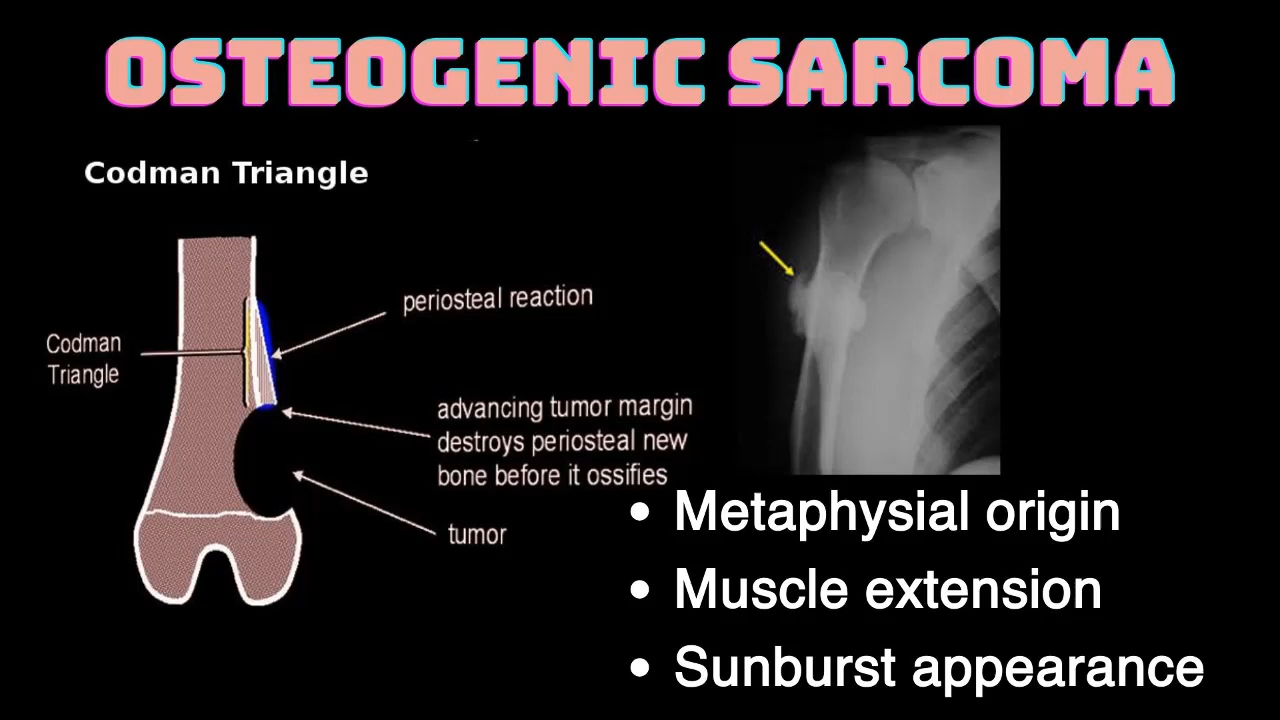 OSTEOGENIC SARCOMA
Codman Triangle
periosteal reaction
Codman
Triangle
advancing tumor margin
destroys periosteal new
bone before it ossifies
tumor
• Metaphysial origin
• Muscle extension
• Sunburst appearance